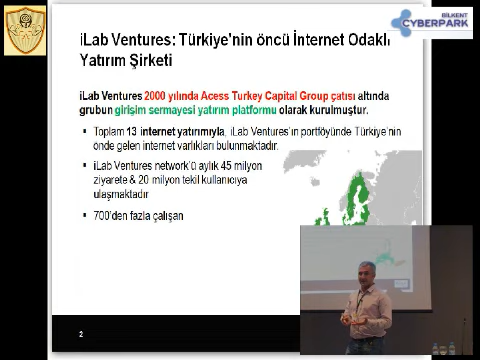 BİLKENT
CYBERPARK
iLab Ventures: Türkiye'nin öncü İnternet Odaklı
Yatırım Şirketi
iLab Ventures 2000 yılında Acess Turkey Capital Group çatısı altında
grubun girişim sermayesi yatırım platformu olarak kurulmuştur.
Toplam 13 internet yatırımıyla, iLab Ventures'ın portföyünde Türkiye'nin
önde gelen internet varlıkları bulunmaktadır.
iLab Ventures network'ü aylık 45 milyon
ziyarete & 20 milyon tekil kullanıcıya
ulaşmaktadır
700'den fazla çalışan
2